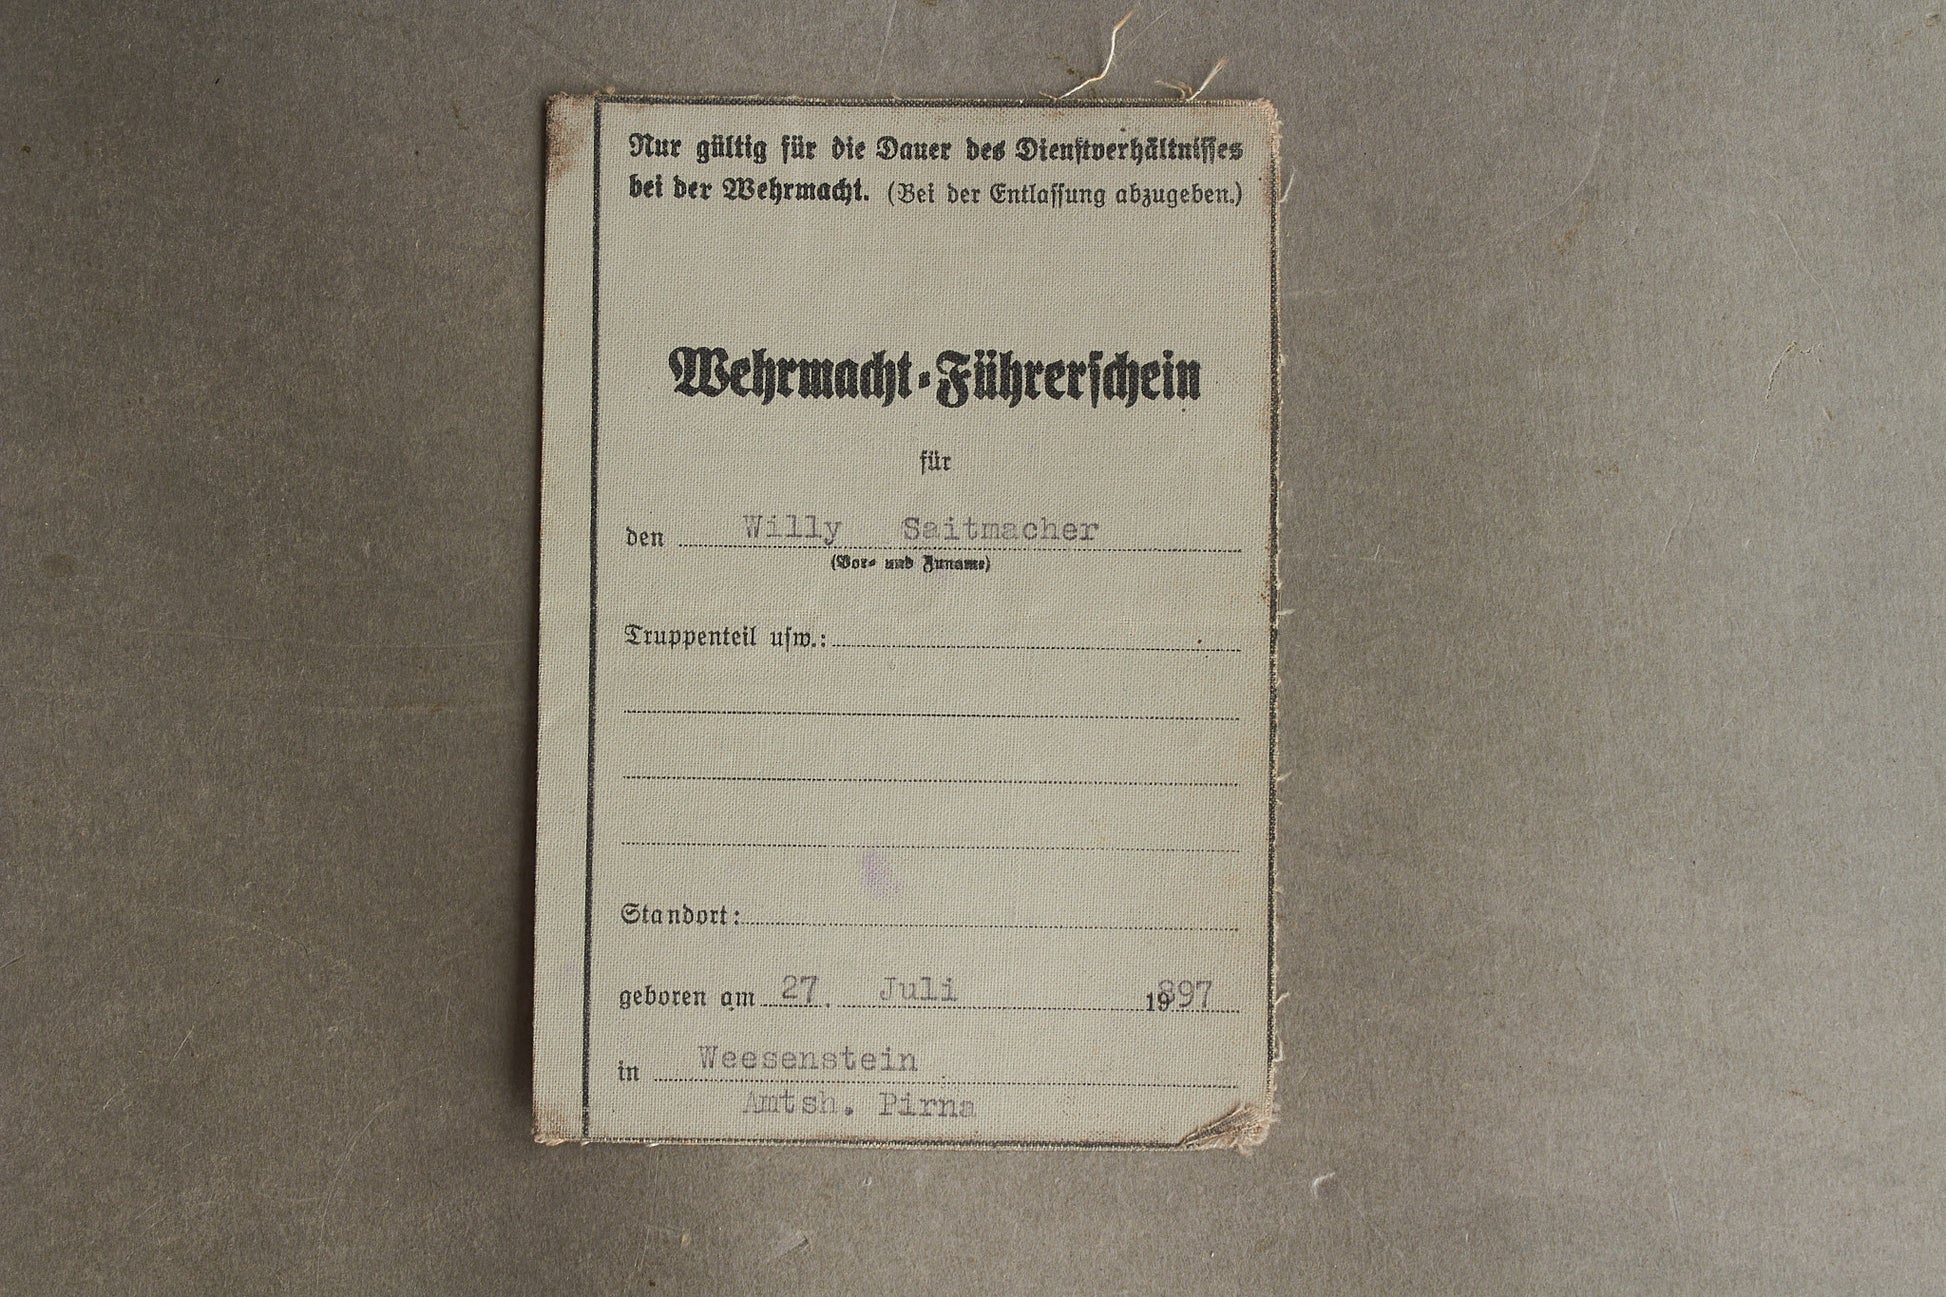 Nur gültig für die Dauer des Dienstverhältnisses
bei der Wehrmacht. (Bei der Entlassung abzugeben.)
Wehrmacht-Führerschein
für
den Willy Saitmacher
(Vor- und Zuname)
Truppenteil usw.:
Standort:
geboren am 27. Juli 1897
in Weesenstein
Amtsh. Pirna